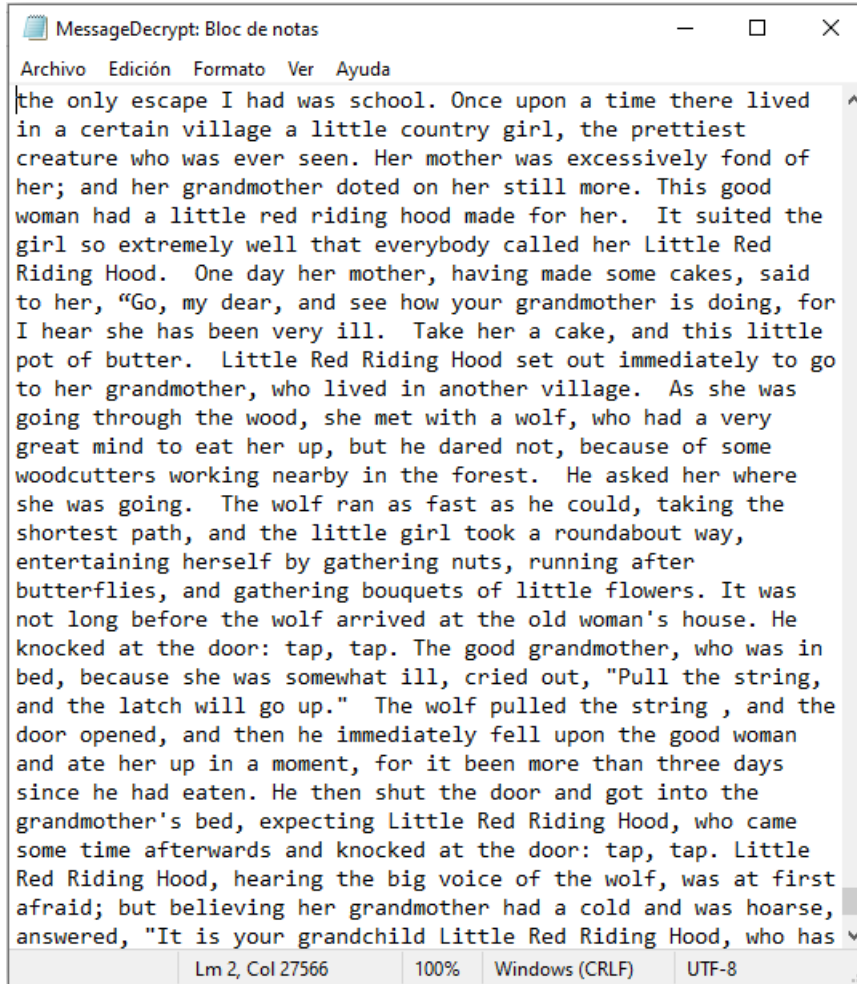 MessageDecrypt: Bloc de notas
Archivo Edición Formato Ver Ayuda
the only escape I had was school. Once upon a time there lived
in a certain village a little country girl, the prettiest
creature who was ever seen. Her mother was excessively fond of
her; and her grandmother doted on her still more. This good
woman had a little red riding hood made for her.  It suited the
girl so extremely well that everybody called her Little Red
Riding Hood.  One day her mother, having made some cakes, said
to her, “Go, my dear, and see how your grandmother is doing, for
I hear she has been very ill.  Take her a cake, and this little
pot of butter.  Little Red Riding Hood set out immediately to go
to her grandmother, who lived in another village.  As she was
going through the wood, she met with a wolf, who had a very
great mind to eat her up, but he dared not, because of some
woodcutters working nearby in the forest.  He asked her where
she was going.  The wolf ran as fast as he could, taking the
shortest path, and the little girl took a roundabout way,
entertaining herself by gathering nuts, running after
butterflies, and gathering bouquets of little flowers. It was
not long before the wolf arrived at the old woman's house. He
knocked at the door: tap, tap. The good grandmother, who was in
bed, because she was somewhat ill, cried out, "Pull the string,
and the latch will go up."  The wolf pulled the string , and the
door opened, and then he immediately fell upon the good woman
and ate her up in a moment, for it been more than three days
since he had eaten. He then shut the door and got into the
grandmother's bed, expecting Little Red Riding Hood, who came
some time afterwards and knocked at the door: tap, tap. Little
Red Riding Hood, hearing the big voice of the wolf, was at first
afraid; but believing her grandmother had a cold and was hoarse,
answered, "It is your grandchild Little Red Riding Hood, who has
Lm 2, Col 27566 100% Windows (CRLF) UTF-8